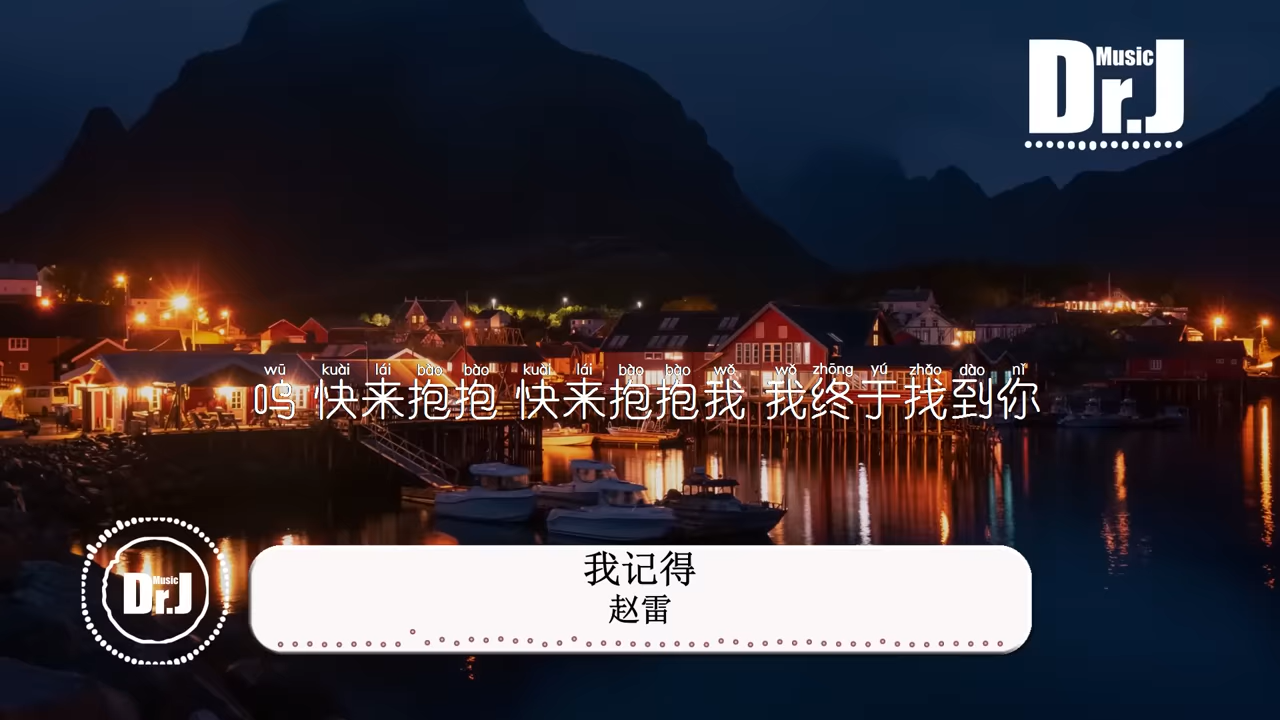 Music
Dr.J
wū kuài lái bào bào kuài lái bào bào wǒ wǒ zhōng yú zhǎo dào nǐ
呜 快来抱抱 快来抱抱我 我终于找到你
Music
Dr.J
我记得
赵雷